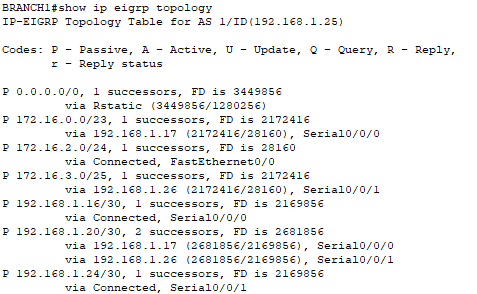 BRANCH1#show ip eigrp topology
IP-EIGRP Topology Table for AS 1/ID(192.168.1.25)
Codes: P - Passive, A - Active, U - Update, Q - Query, R - Reply,
r - Reply status
P 0.0.0.0/0, 1 successors, FD is 3449856
via Rstatic (3449856/1280256)
P 172.16.0.0/23, 1 successors, FD is 2172416
via 192.168.1.17 (2172416/28160), Serial0/0/0
P 172.16.2.0/24, 1 successors, FD is 28160
via Connected, FastEthernet0/0
P 172.16.3.0/25, 1 successors, FD is 2172416
via 192.168.1.26 (2172416/28160), Serial0/0/1
P 192.168.1.16/30, 1 successors, FD is 2169856
via Connected, Serial0/0/0
P 192.168.1.20/30, 2 successors, FD is 2681856
via 192.168.1.17 (2681856/2169856), Serial0/0/0
via 192.168.1.26 (2681856/2169856), Serial0/0/1
P 192.168.1.24/30, 1 successors, FD is 2169856
via Connected, Serial0/0/1